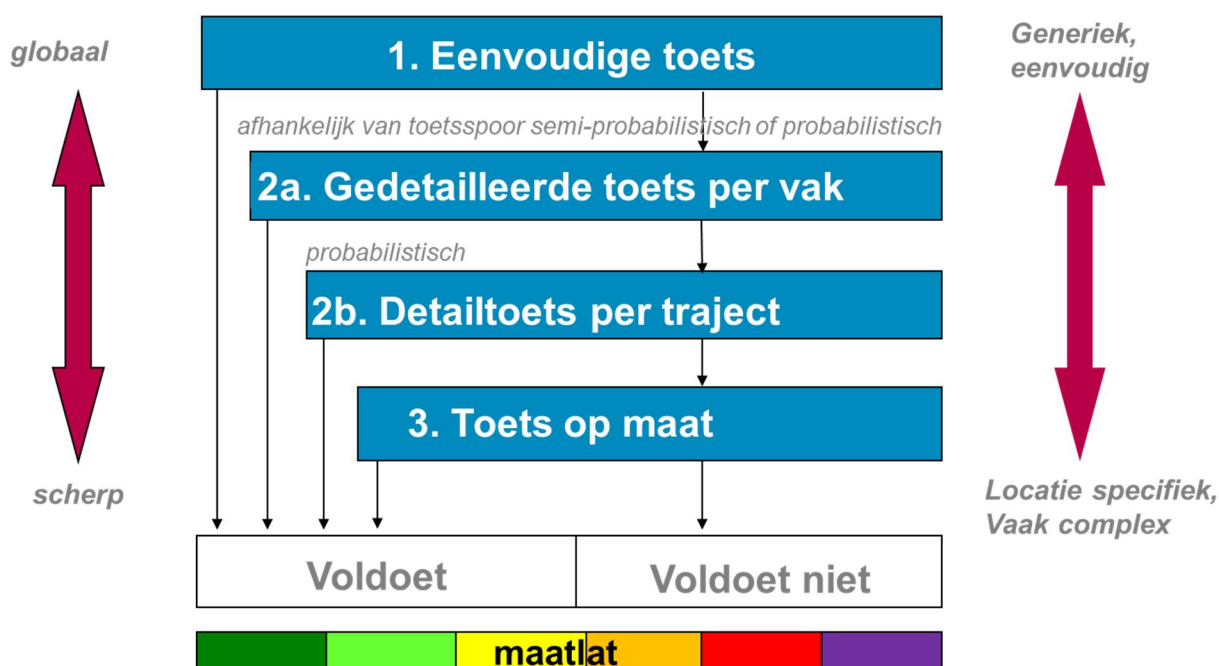 globaal
1. Eenvoudige toets
Generiek,
eenvoudig
afhankelijk van toetsspoor semi-probabilistisch of probabilistisch
2a. Gedetailleerde toets per vak
probabilistisch
2b. Detailtoets per traject
3. Toets op maat
scherp
Locatie specifiek,
Vaak complex
Voldoet
Voldoet niet
maatlat